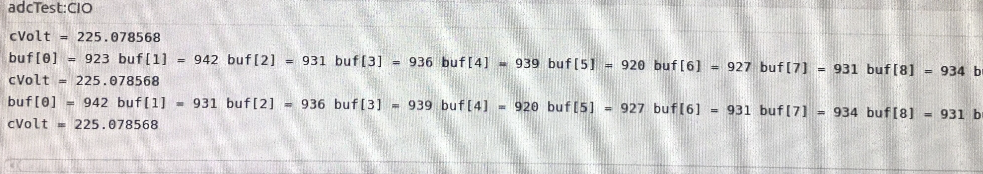 adcTest:CIO
cVolt = 225.078568
buf[0] = 923 buf[1] = 942 buf[2] = 931 buf[3] = 936 buf[4] = 939 buf[5] = 920 buf[6] = 927 buf[7] = 931 buf[8] = 934 b
cVolt = 225.078568
buf[0] = 942 buf[1] = 931 buf[2] = 936 buf[3] = 939 buf[4] = 920 buf[5] = 927 buf[6] = 931 buf[7] = 934 buf[8] = 931 b
cVolt = 225.078568